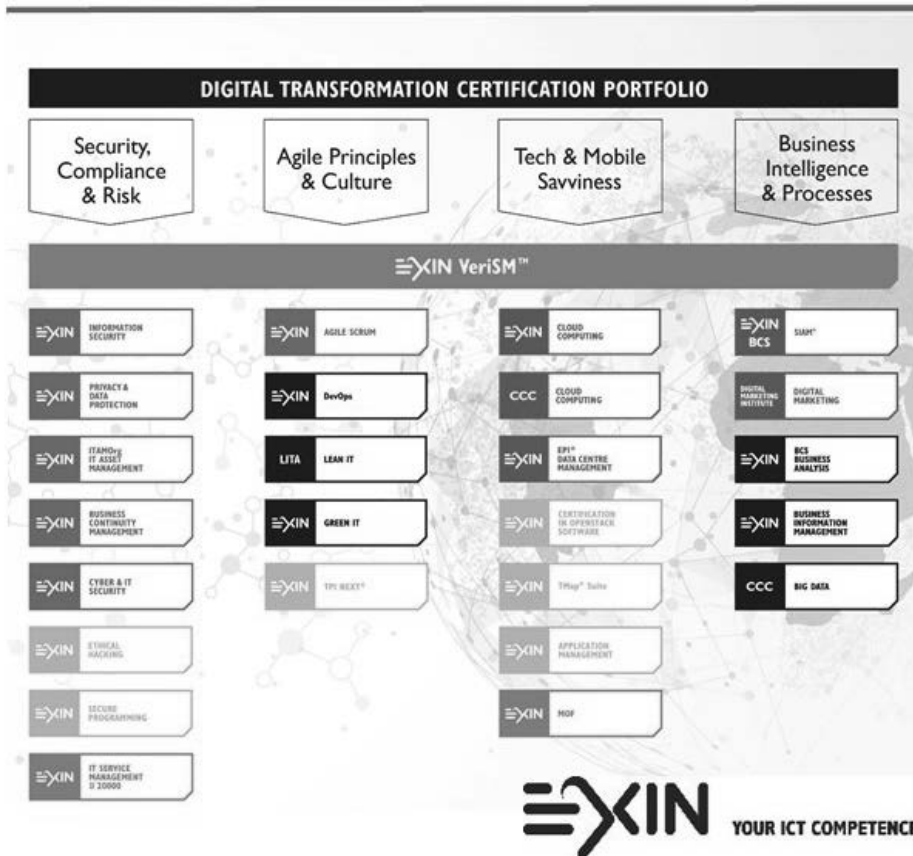 DIGITAL TRANSFORMATION CERTIFICATION PORTFOLIO
Security,
Compliance
& Risk
Agile Principles
& Culture
Tech & Mobile
Savviness
Business
Intelligence
& Processes
EXIN VeriSM™
EXIN
INFORMATION
SECURITY
EXIN
PRIVACY &
DATA
PROTECTION
EXIN
ITAMOrg
IT ASSET
MANAGEMENT
EXIN
BUSINESS
CONTINUITY
MANAGEMENT
EXIN
CYBER & IT
SECURITY
EXIN
ETHICAL
HACKING
EXIN
SECURE
PROGRAMMING
EXIN
IT SERVICE
MANAGEMENT
20000
EXIN
AGILE SCRUM
EXIN
DevOps
LITA
LEAN IT
EXIN
GREEN IT
EXIN
TPI NEXT®
EXIN
CLOUD
COMPUTING
CCC
CLOUD
COMPUTING
EXIN
EPI®
DATA CENTRE
MANAGEMENT
EXIN
CERTIFICATION
IN OPENSTACK
SOFTWARE
EXIN
TMap® Suite
EXIN
APPLICATION
MANAGEMENT
EXIN
MOF
EXIN
BCS
SIAM™
DIGITAL
MARKETING
INSTITUTE
DIGITAL
MARKETING
EXIN
BCS
BUSINESS
ANALYSIS
EXIN
BUSINESS
INFORMATION
MANAGEMENT
CCC
BIG DATA
EXIN
YOUR ICT COMPETENCE